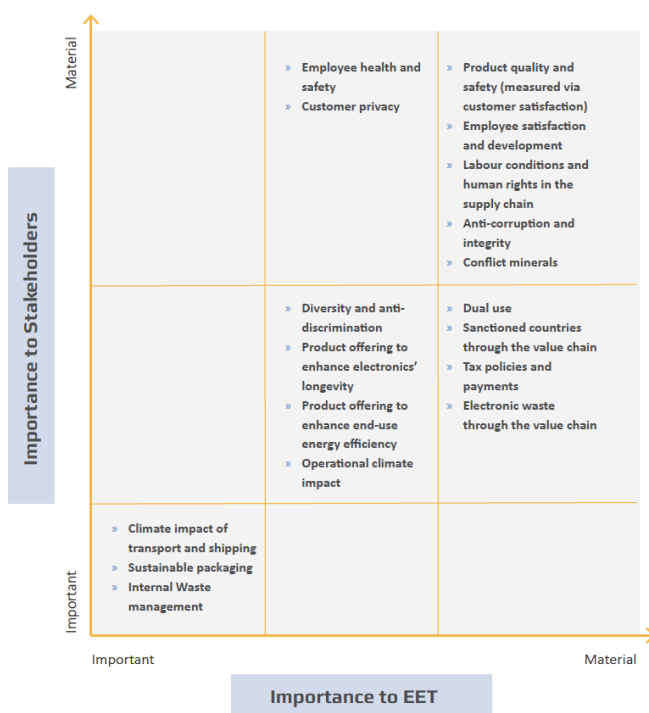 Material
Importance to Stakeholders
Important
» Employee health and
safety
» Customer privacy
» Product quality and
safety (measured via
customer satisfaction)
» Employee satisfaction
and development
» Labour conditions and
human rights in the
supply chain
» Anti-corruption and
integrity
» Conflict minerals
» Diversity and anti-
discrimination
» Product offering to
enhance electronics’
longevity
» Product offering to
enhance end-use
energy efficiency
» Operational climate
impact
» Dual use
» Sanctioned countries
through the value chain
» Tax policies and
payments
» Electronic waste
through the value chain
» Climate impact of
transport and shipping
» Sustainable packaging
» Internal Waste
management
Important
Material
Importance to EET